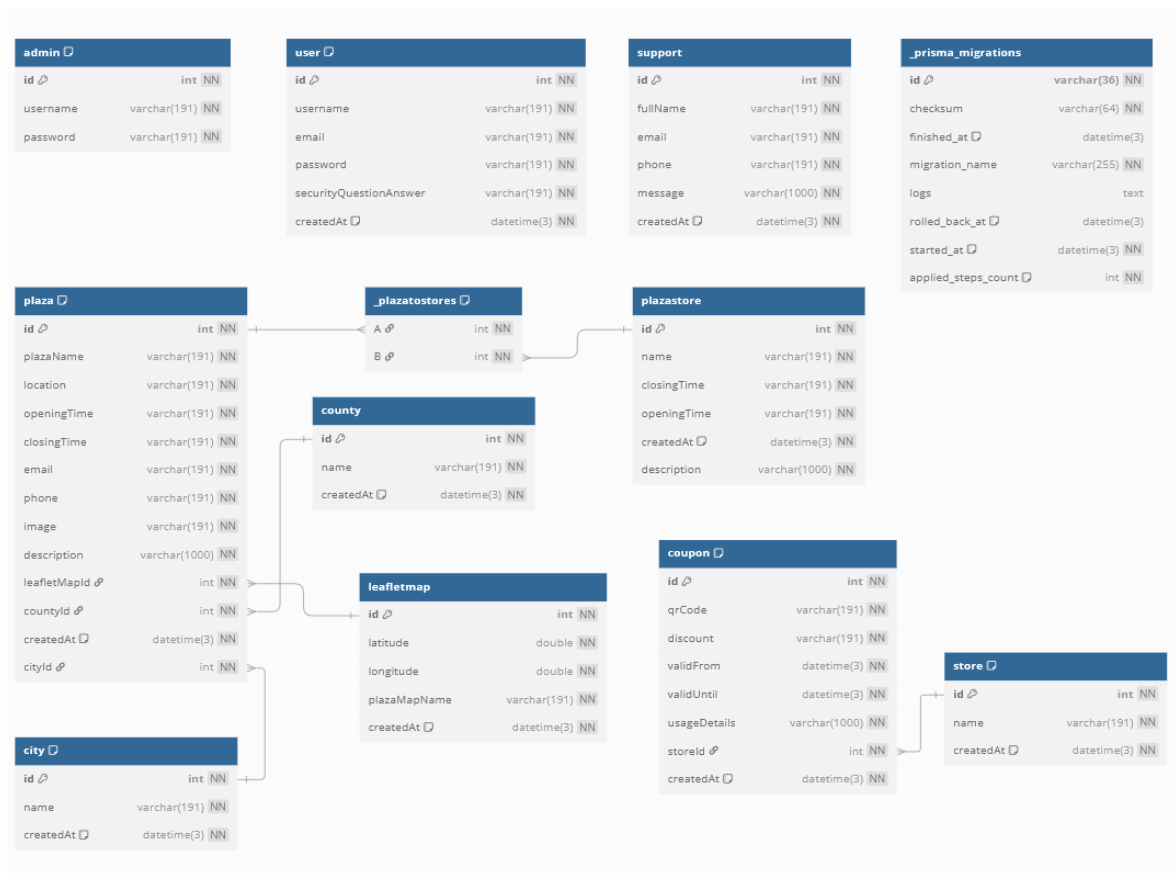 admin
id int NN
username varchar(191) NN
password varchar(191) NN
user
id int NN
username varchar(191) NN
email varchar(191) NN
password varchar(191) NN
securityQuestionAnswer varchar(191) NN
createdAt datetime(3) NN
support
id int NN
fullName varchar(191) NN
email varchar(191) NN
phone varchar(191) NN
message varchar(1000) NN
createdAt datetime(3) NN
_prisma_migrations
id varchar(36) NN
checksum varchar(64) NN
finished_at datetime(3)
migration_name varchar(255) NN
logs text
rolled_back_at datetime(3)
started_at datetime(3) NN
applied_steps_count int NN
plaza
id int NN
plazaName varchar(191) NN
location varchar(191) NN
openingTime varchar(191) NN
closingTime varchar(191) NN
email varchar(191) NN
phone varchar(191) NN
image varchar(191) NN
description varchar(1000) NN
leafletMapId int NN
countyId int NN
createdAt datetime(3) NN
cityId int NN
_plazatostores
A int NN
B int NN
plazastore
id int NN
name varchar(191) NN
closingTime varchar(191) NN
openingTime varchar(191) NN
createdAt datetime(3) NN
description varchar(1000) NN
county
id int NN
name varchar(191) NN
createdAt datetime(3) NN
leafletmap
id int NN
latitude double NN
longitude double NN
plazaMapName varchar(191) NN
createdAt datetime(3) NN
coupon
id int NN
qrCode varchar(191) NN
discount varchar(191) NN
validFrom datetime(3) NN
validUntil datetime(3) NN
usageDetails varchar(1000) NN
storeId int NN
createdAt datetime(3) NN
store
id int NN
name varchar(191) NN
createdAt datetime(3) NN
city
id int NN
name varchar(191) NN
createdAt datetime(3) NN